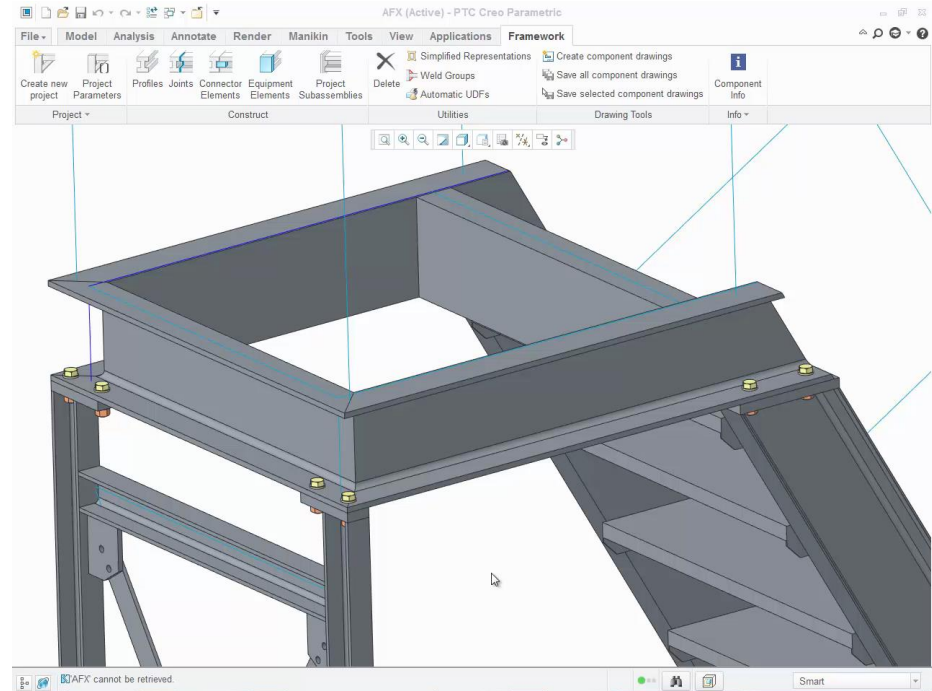 AFX (Active) - PTC Creo Parametric
File Model Analysis Annotate Render Manikin Tools View Applications Framework
Create new project
Project Parameters
Profiles
Joints
Connector Elements
Equipment Elements
Project Subassemblies
Delete
Simplified Representations
Weld Groups
Automatic UDFs
Create component drawings
Save all component drawings
Save selected component drawings
Component Info
Project Construct Utilities Drawing Tools Info
'AFX' cannot be retrieved.
Smart